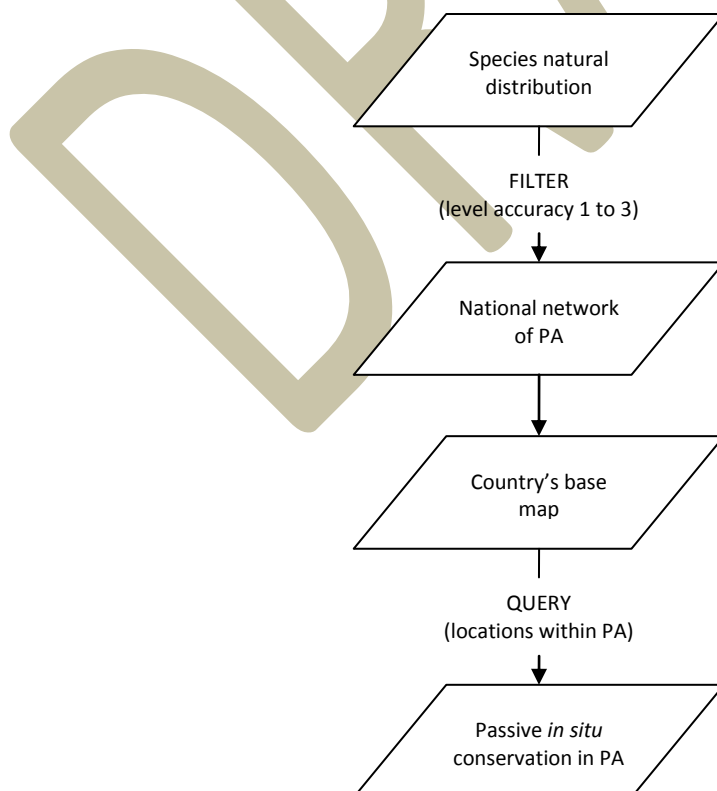 Species natural
distribution
FILTER
(level accuracy 1 to 3)
National network
of PA
Country’s base
map
QUERY
(locations within PA)
Passive in situ
conservation in PA